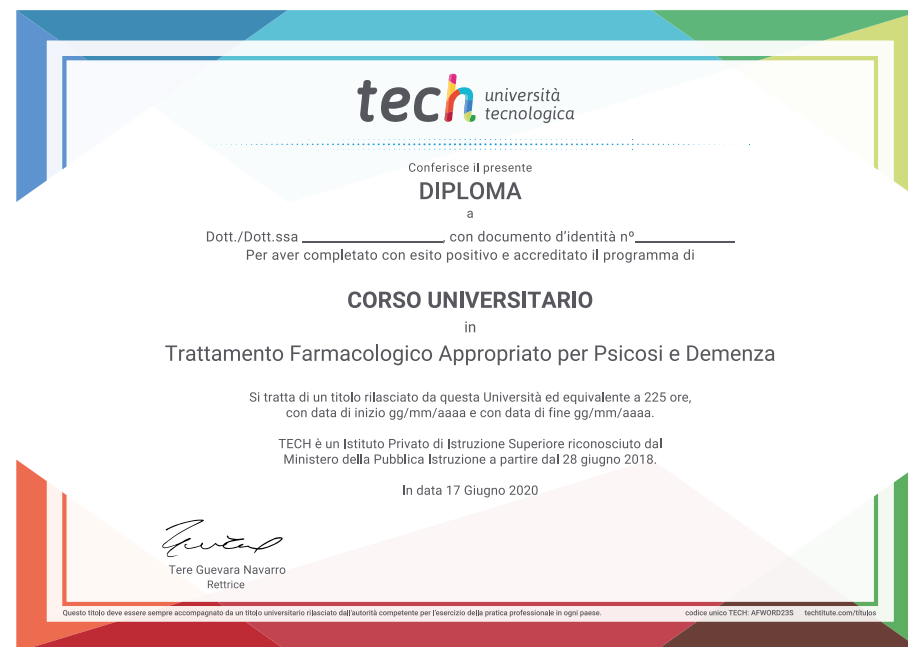 tech università
tecnologica
Conferisce il presente
DIPLOMA
a
Dott./Dott.ssa ____________________, con documento d'identità nº______________
Per aver completato con esito positivo e accreditato il programma di
CORSO UNIVERSITARIO
in
Trattamento Farmacologico Appropriato per Psicosi e Demenza
Si tratta di un titolo rilasciato da questa Università ed equivalente a 225 ore,
con data di inizio gg/mm/aaaa e con data di fine gg/mm/aaaa.
TECH è un Istituto Privato di Istruzione Superiore riconosciuto dal
Ministero della Pubblica Istruzione a partire dal 28 giugno 2018.
In data 17 Giugno 2020
Tere Guevara Navarro
Rettrice
Questo titolo deve essere sempre accompagnato da un titolo universitario rilasciato dall'autorità competente per l'esercizio della pratica professionale in ogni paese. codice unico TECH: AFWORD23S techtitute.com/títulos